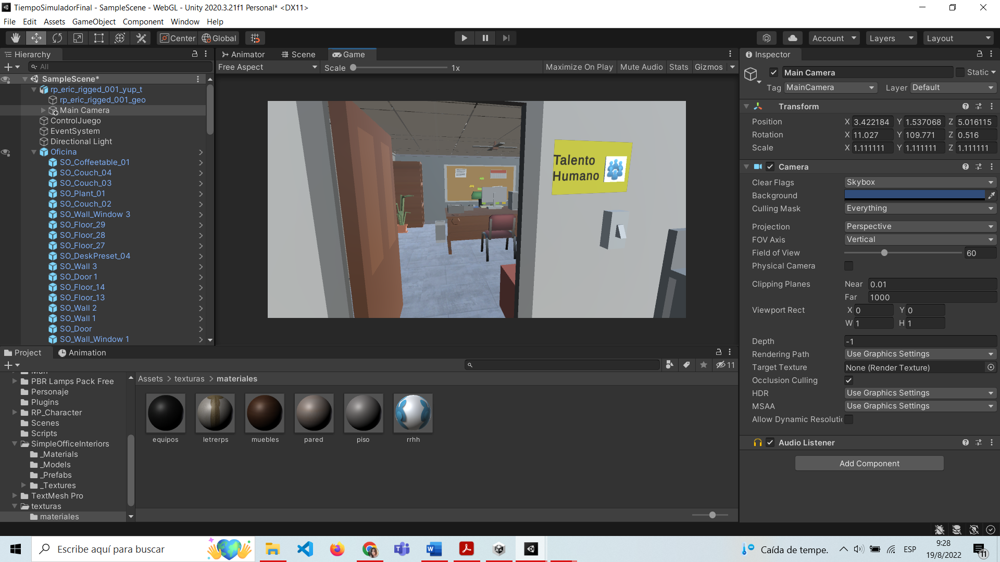 TiempoSimuladorFinal - SampleScene - WebGL - Unity 2020.3.21f1 Personal* <DX11>
File Edit Assets GameObject Component Window Help
Center Global Account Layers Layout
Hierarchy
All
SampleScene*
rp_eric_rigged_001_yup_t
rp_eric_rigged_001_geo
Main Camera
ControlJuego
EventSystem
Directional Light
Oficina
SO_Coffeetable_01
SO_Couch_04
SO_Couch_03
SO_Plant_01
SO_Couch_02
SO_Wall_Window 3
SO_Floor_29
SO_Floor_28
SO_Floor_27
SO_DeskPreset_04
SO_Wall 3
SO_Door 1
SO_Floor_14
SO_Floor_13
SO_Wall 2
SO_Wall 1
SO_Door
SO_Wall_Window 1
Animator Scene Game
Free Aspect Scale 1x Maximize On Play Mute Audio Stats Gizmos
Talento
Humano
Inspector
Main Camera Static
Tag MainCamera Layer Default
Transform
Position X 3.422184 Y 1.537068 Z 5.016115
Rotation X 11.027 Y 109.771 Z 0.516
Scale X 1.111111 Y 1.111111 Z 1.111111
Camera
Clear Flags Skybox
Background
Culling Mask Everything
Projection Perspective
FOV Axis Vertical
Field of View 60
Physical Camera
Clipping Planes Near 0.01
Far 1000
Viewport Rect X 0 Y 0
W 1 H 1
Depth -1
Rendering Path Use Graphics Settings
Target Texture None (Render Texture)
Occlusion Culling
HDR Use Graphics Settings
MSAA Use Graphics Settings
Allow Dynamic Resolutio
Audio Listener
Add Component
Project Animation
11
PBR Lamps Pack Free
Personaje
Plugins
RP_Character
Scenes
Scripts
SimpleOfficeInteriors
_Materials
_Models
_Prefabs
_Textures
TextMesh Pro
texturas
materiales
Assets > texturas > materiales
equipos letrerps muebles pared piso rrhh
Escribe aquí para buscar
Caída de tempe. ESP
9:28
19/8/2022
11